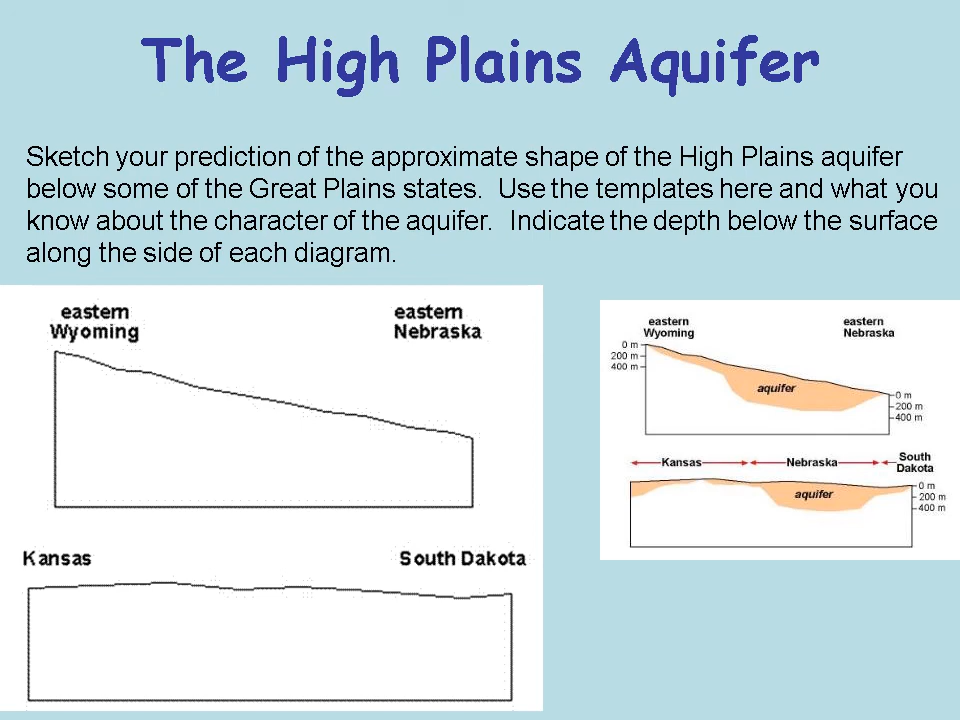 The High Plains Aquifer
Sketch your prediction of the approximate shape of the High Plains aquifer
below some of the Great Plains states.  Use the templates here and what you
know about the character of the aquifer.  Indicate the depth below the surface
along the side of each diagram.
eastern
Wyoming
eastern
Nebraska
Kansas
South Dakota
eastern
Wyoming
eastern
Nebraska
0 m
200 m
400 m
aquifer
0 m
200 m
400 m
Kansas
Nebraska
South
Dakota
aquifer
0 m
200 m
400 m